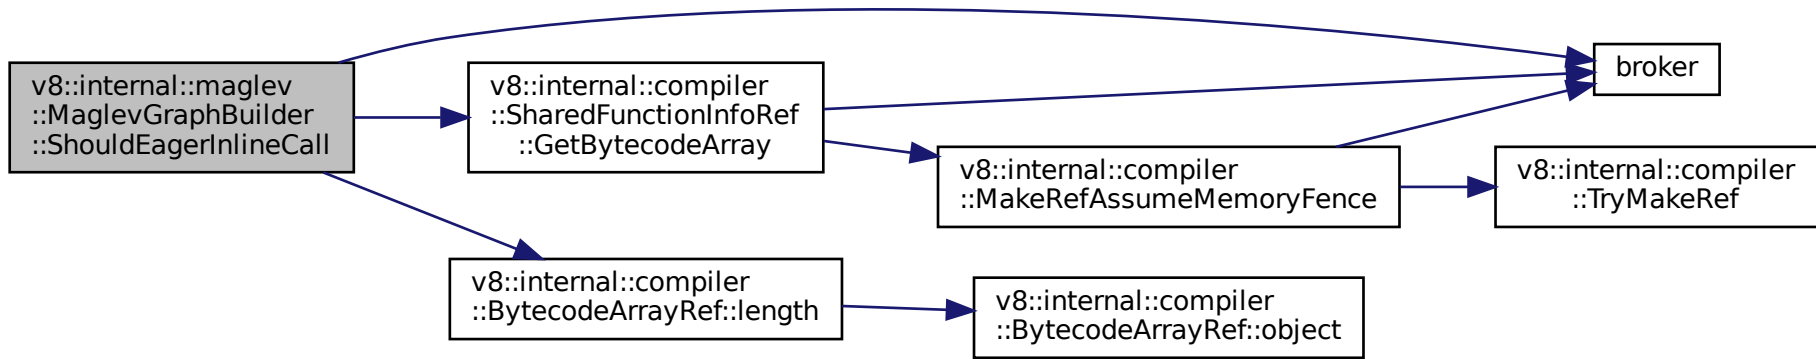 v8::internal::maglev
::MaglevGraphBuilder
::ShouldEagerInlineCall
v8::internal::compiler
::SharedFunctionInfoRef
::GetBytecodeArray
broker
v8::internal::compiler
::MakeRefAssumeMemoryFence
v8::internal::compiler
::TryMakeRef
v8::internal::compiler
::BytecodeArrayRef::length
v8::internal::compiler
::BytecodeArrayRef::object